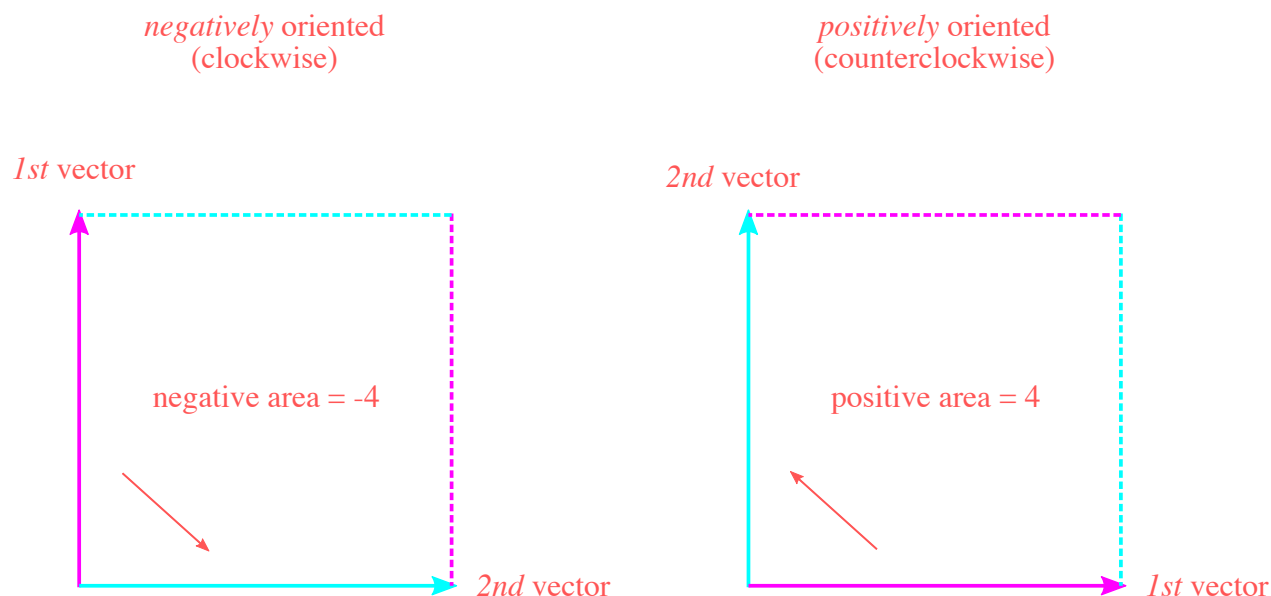 negatively oriented
(clockwise)
positively oriented
(counterclockwise)
1st vector
2nd vector
negative area = -4
positive area = 4
2nd vector
1st vector